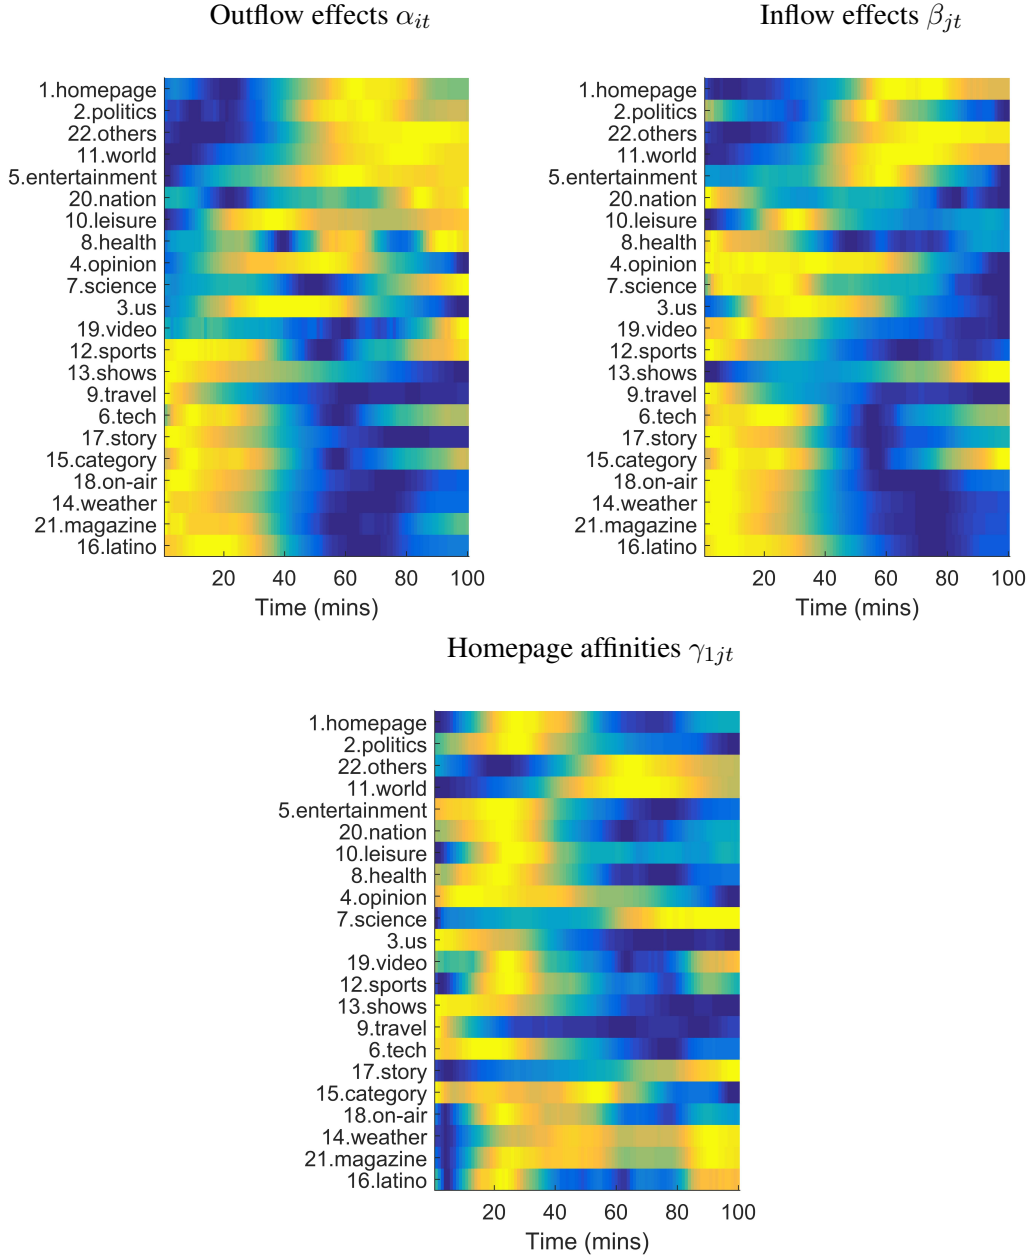 Outflow effects αit
Inflow effects βjt
1.homepage
2.politics
22.others
11.world
5.entertainment
20.nation
10.leisure
8.health
4.opinion
7.science
3.us
19.video
12.sports
13.shows
9.travel
6.tech
17.story
15.category
18.on-air
14.weather
21.magazine
16.latino
20 40 60 80 100
Time (mins)
1.homepage
2.politics
22.others
11.world
5.entertainment
20.nation
10.leisure
8.health
4.opinion
7.science
3.us
19.video
12.sports
13.shows
9.travel
6.tech
17.story
15.category
18.on-air
14.weather
21.magazine
16.latino
20 40 60 80 100
Time (mins)
Homepage affinities γ1jt
1.homepage
2.politics
22.others
11.world
5.entertainment
20.nation
10.leisure
8.health
4.opinion
7.science
3.us
19.video
12.sports
13.shows
9.travel
6.tech
17.story
15.category
18.on-air
14.weather
21.magazine
16.latino
20 40 60 80 100
Time (mins)